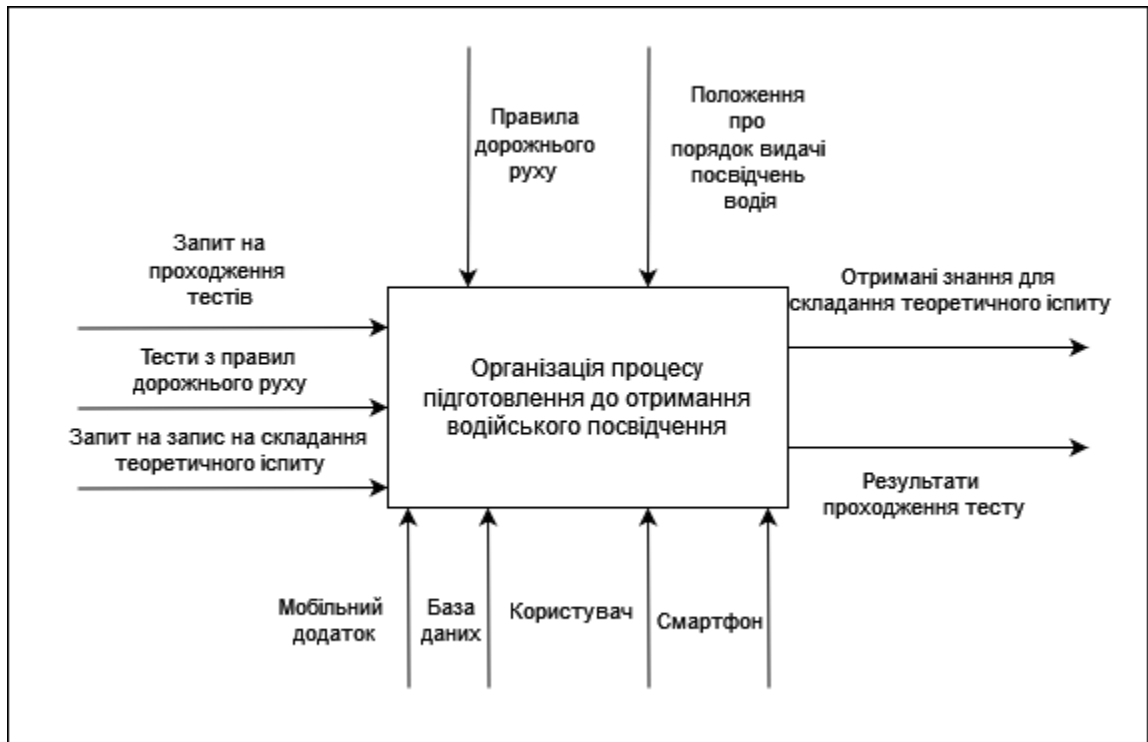 Правила
дорожнього
руху
Положення
про
порядок видачі
посвідчень
водія
Запит на
проходження
тестів
Тести з правил
дорожнього руху
Запит на запис на складання
теоретичного іспиту
Організація процесу
підготовлення до отримання
водійського посвідчення
Отримані знання для
складання теоретичного іспиту
Результати
проходження тесту
Мобільний
додаток
База
даних
Користувач
Смартфон